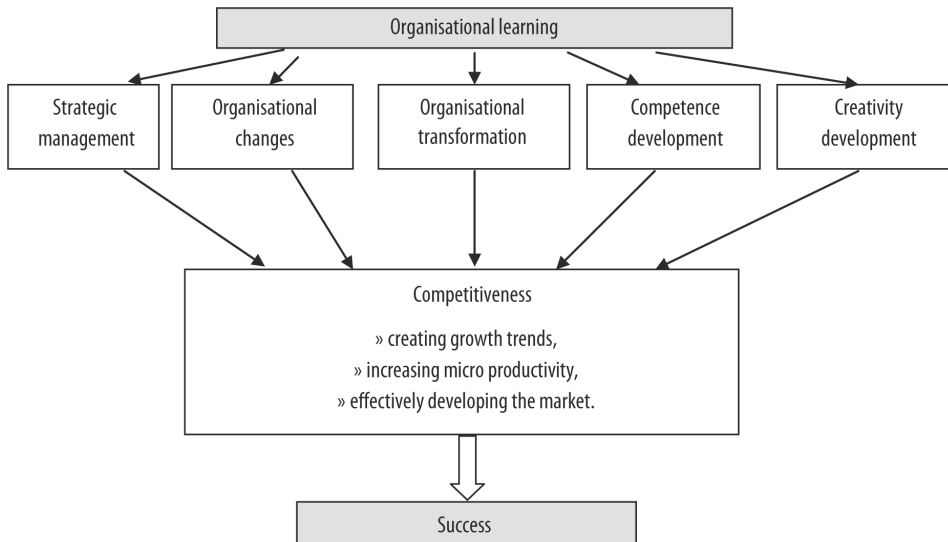 Organisational learning
Strategic
management
Organisational
changes
Organisational
transformation
Competence
development
Creativity
development
Competitiveness
» creating growth trends,
» increasing micro productivity,
» effectively developing the market.
Success